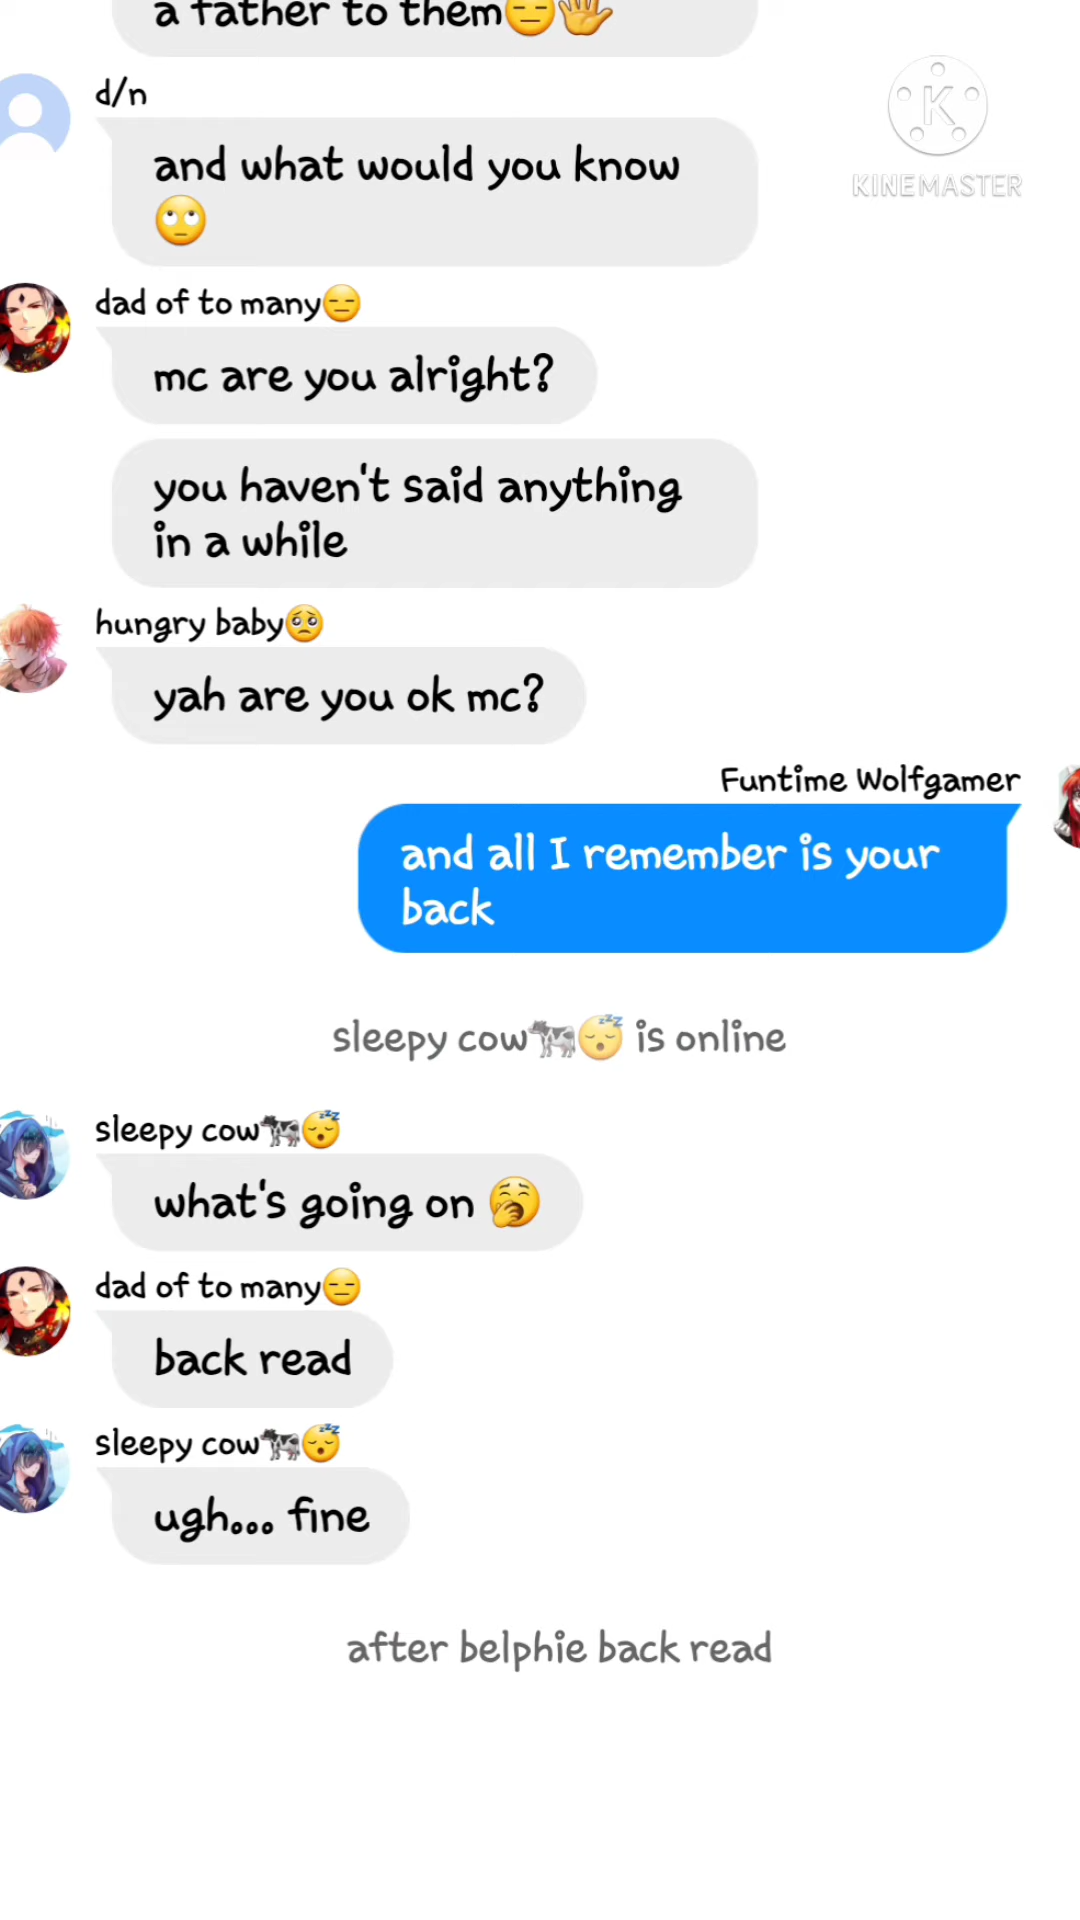 a father to them😑🖐
d/n
and what would you know
🙄
KINEMASTER
dad of to many😑
mc are you alright?
you haven't said anything
in a while
hungry baby🥺
yah are you ok mc?
Funtime Wolfgamer
and all I remember is your
back
sleepy cow🐄😴 is online
sleepy cow🐄😴
what's going on 🥱
dad of to many😑
back read
sleepy cow🐄😴
ugh... fine
after belphie back read